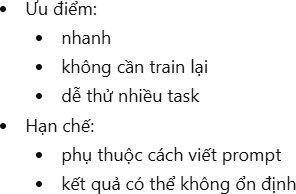 • Ưu điểm:
• nhanh
• không cần train lại
• dễ thử nhiều task
• Hạn chế:
• phụ thuộc cách viết prompt
• kết quả có thể không ổn định